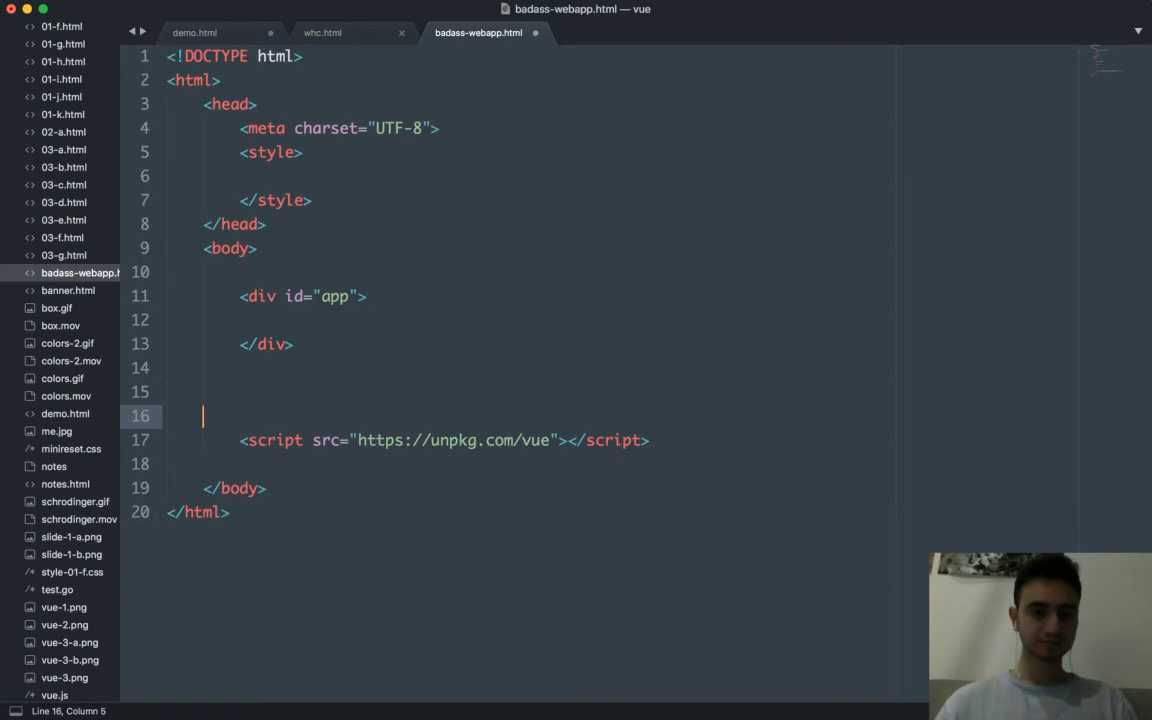 badass-webapp.html — vue
demo.html
whc.html
badass-webapp.html
01-f.html
01-g.html
01-h.html
01-i.html
01-j.html
01-k.html
02-a.html
03-a.html
03-b.html
03-c.html
03-d.html
03-e.html
03-f.html
03-g.html
badass-webapp.h
banner.html
box.gif
box.mov
colors-2.gif
colors-2.mov
colors.gif
colors.mov
demo.html
me.jpg
minireset.css
notes
notes.html
schrodinger.gif
schrodinger.mov
slide-1-a.png
slide-1-b.png
style-01-f.css
test.go
vue-1.png
vue-2.png
vue-3-a.png
vue-3-b.png
vue-3.png
vue.js
1 <!DOCTYPE html>
2 <html>
3 <head>
4 <meta charset="UTF-8">
5 <style>
6
7 </style>
8 </head>
9 <body>
10
11 <div id="app">
12
13 </div>
14
15
16
17 <script src="https://unpkg.com/vue"></script>
18
19 </body>
20 </html>
Line 16, Column 5